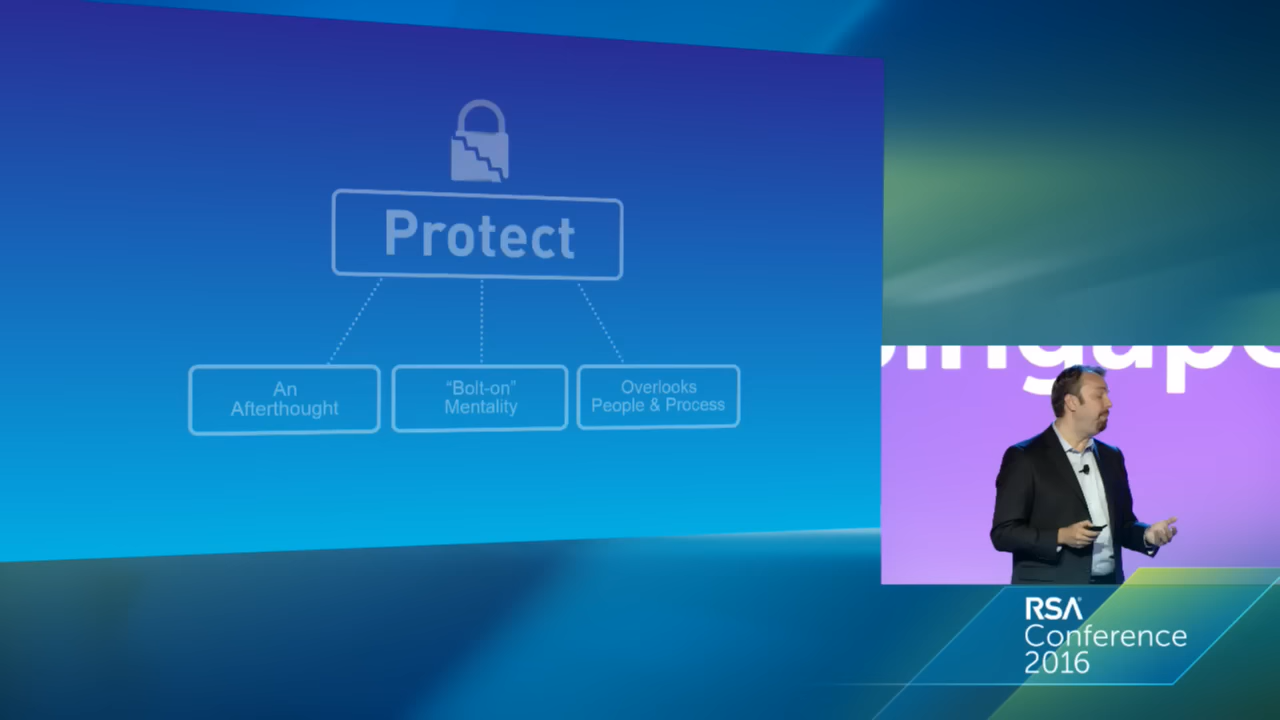 Protect
An
Afterthought
"Bolt-on"
Mentality
Overlooks
People & Process
RSA
Conference
2016